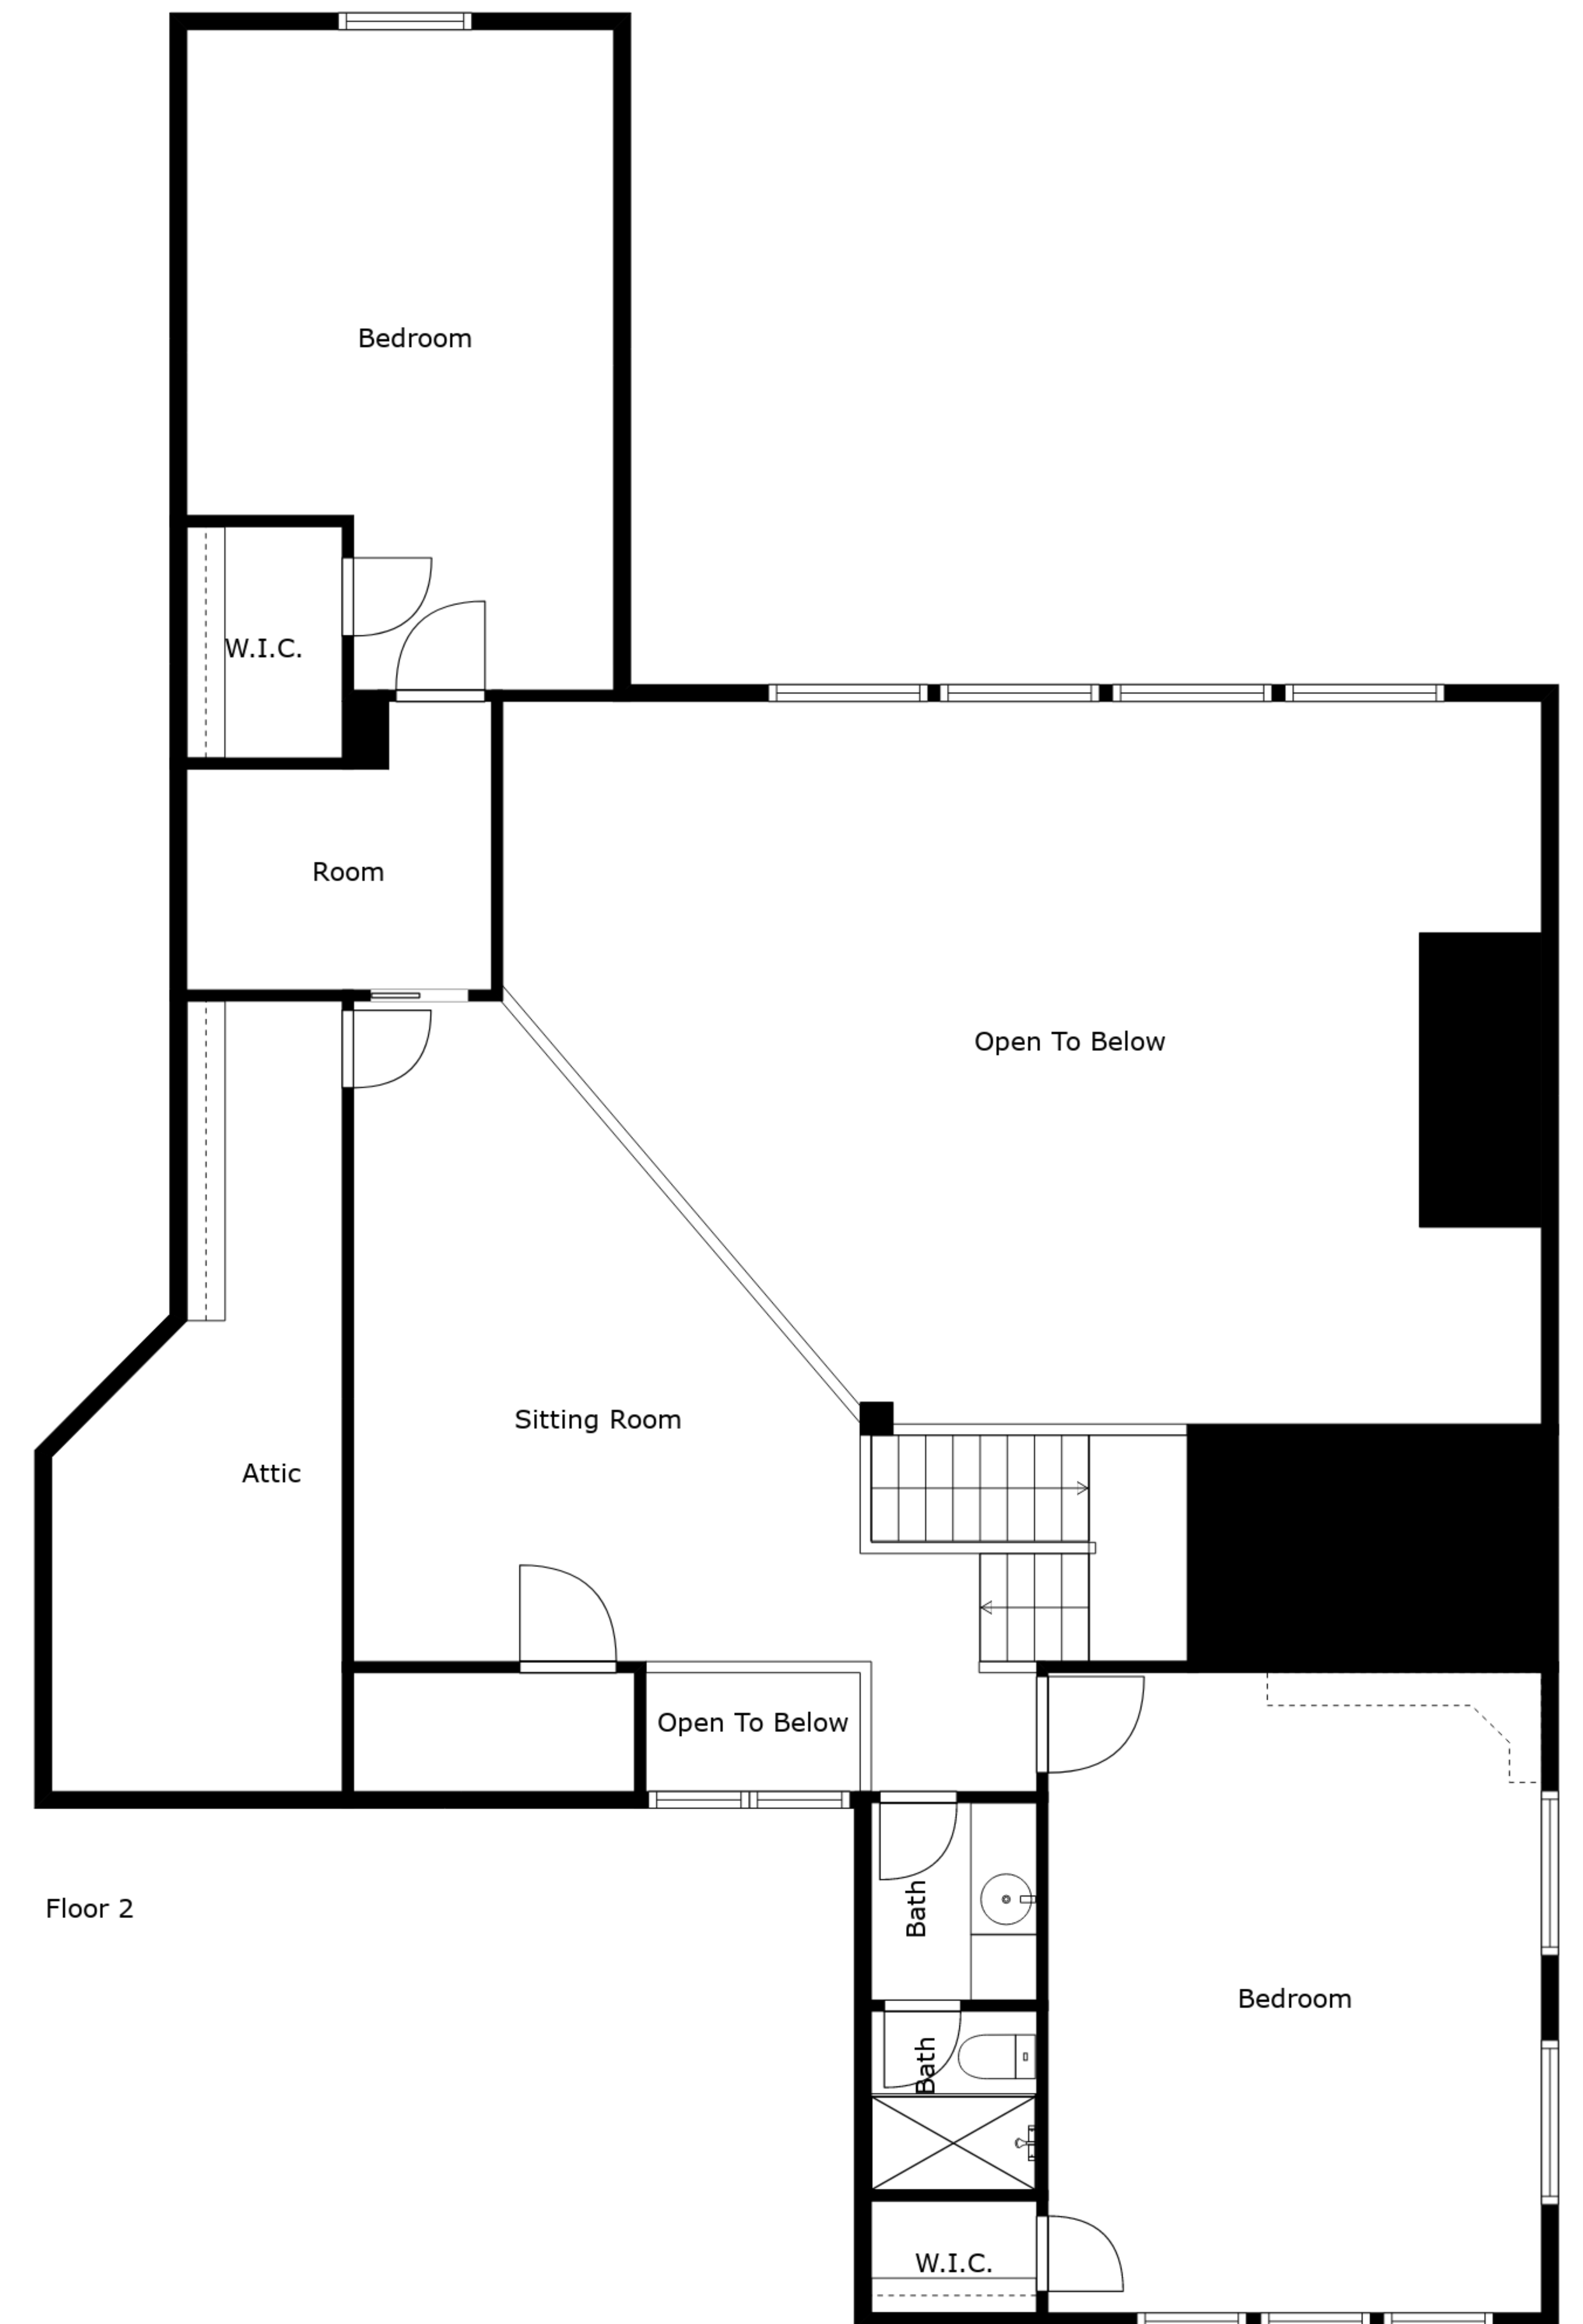 Bedroom
W.I.C.
Room
Open To Below
Sitting Room
Attic
Open To Below
Floor 2
Bath
Bedroom
Bath
W.I.C.